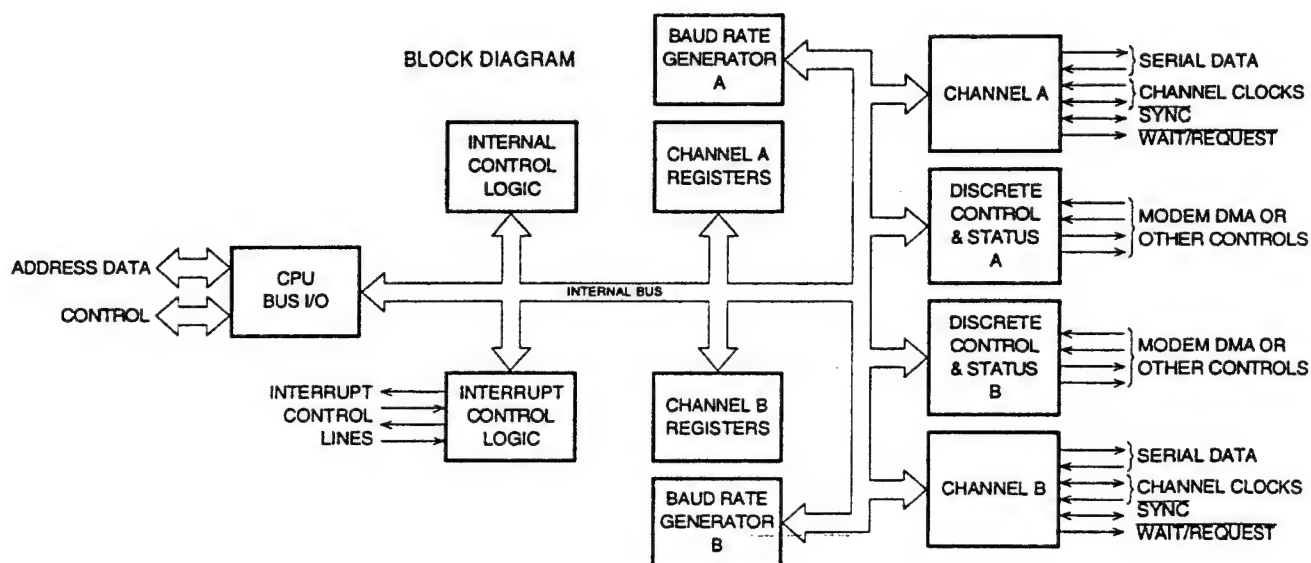 BLOCK DIAGRAM
BAUD RATE
GENERATOR
A
INTERNAL
CONTROL
LOGIC
CHANNEL A
REGISTERS
ADDRESS DATA
CONTROL
CPU
BUS I/O
INTERNAL BUS
INTERRUPT
CONTROL
LINES
INTERRUPT
CONTROL
LOGIC
CHANNEL B
REGISTERS
BAUD RATE
GENERATOR
B
CHANNEL A
SERIAL DATA
CHANNEL CLOCKS
SYNC
WAIT/REQUEST
DISCRETE
CONTROL
& STATUS
A
MODEM DMA OR
OTHER CONTROLS
DISCRETE
CONTROL
& STATUS
B
MODEM DMA OR
OTHER CONTROLS
CHANNEL B
SERIAL DATA
CHANNEL CLOCKS
SYNC
WAIT/REQUEST